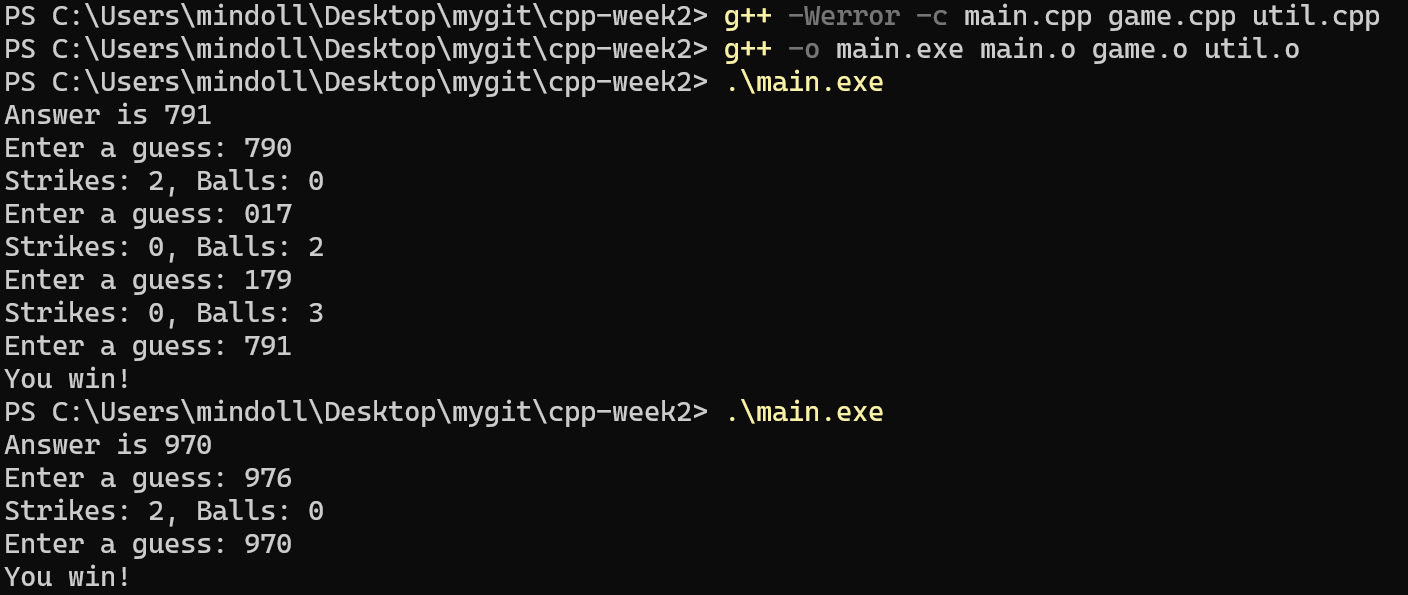 PS C:\Users\mindoll\Desktop\mygit\cpp-week2> g++ -Werror -c main.cpp game.cpp util.cpp
PS C:\Users\mindoll\Desktop\mygit\cpp-week2> g++ -o main.exe main.o game.o util.o
PS C:\Users\mindoll\Desktop\mygit\cpp-week2> .\main.exe
Answer is 791
Enter a guess: 790
Strikes: 2, Balls: 0
Enter a guess: 017
Strikes: 0, Balls: 2
Enter a guess: 179
Strikes: 0, Balls: 3
Enter a guess: 791
You win!
PS C:\Users\mindoll\Desktop\mygit\cpp-week2> .\main.exe
Answer is 970
Enter a guess: 976
Strikes: 2, Balls: 0
Enter a guess: 970
You win!